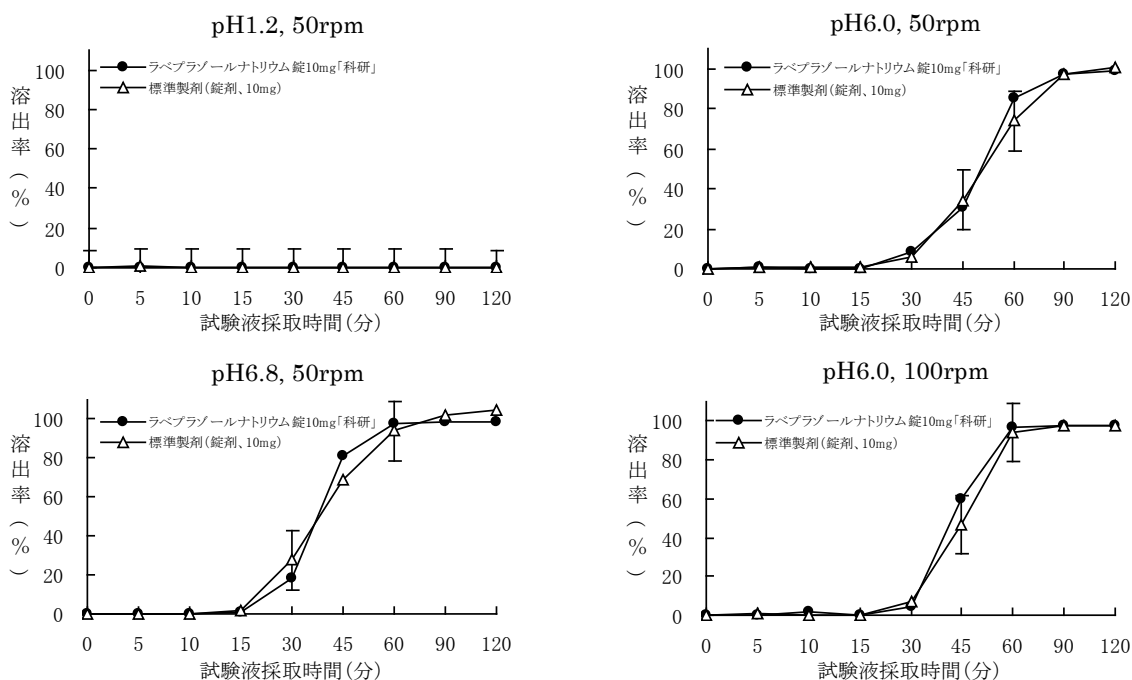 pH1.2, 50rpm
溶出率(%)
100
80
60
40
20
0
ラベプラゾールナトリウム錠10mg「科研」
標準製剤(錠剤、10mg)
0 5 10 15 30 45 60 90 120
試験液採取時間(分)
pH6.0, 50rpm
溶出率(%)
100
80
60
40
20
0
ラベプラゾールナトリウム錠10mg「科研」
標準製剤(錠剤、10mg)
0 5 10 15 30 45 60 90 120
試験液採取時間(分)
pH6.8, 50rpm
溶出率(%)
100
80
60
40
20
0
ラベプラゾールナトリウム錠10mg「科研」
標準製剤(錠剤、10mg)
0 5 10 15 30 45 60 90 120
試験液採取時間(分)
pH6.0, 100rpm
溶出率(%)
100
80
60
40
20
0
ラベプラゾールナトリウム錠10mg「科研」
標準製剤(錠剤、10mg)
0 5 10 15 30 45 60 90 120
試験液採取時間(分)